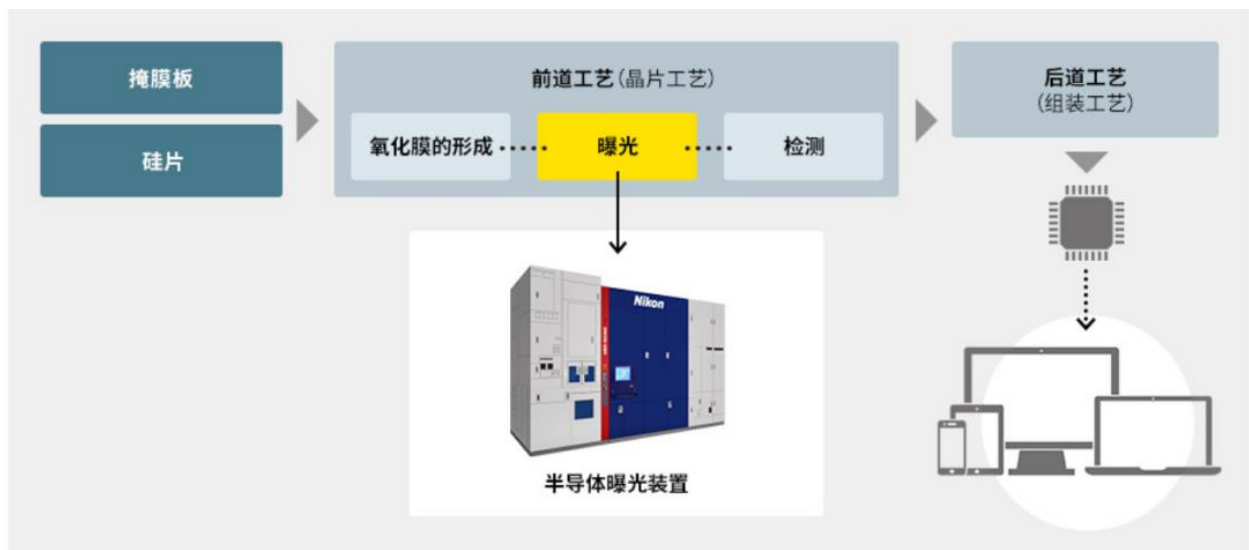 掩膜板
硅片
前道工艺(晶片工艺)
氧化膜的形成
曝光
检测
后道工艺
(组装工艺)
Nikon
半导体曝光装置